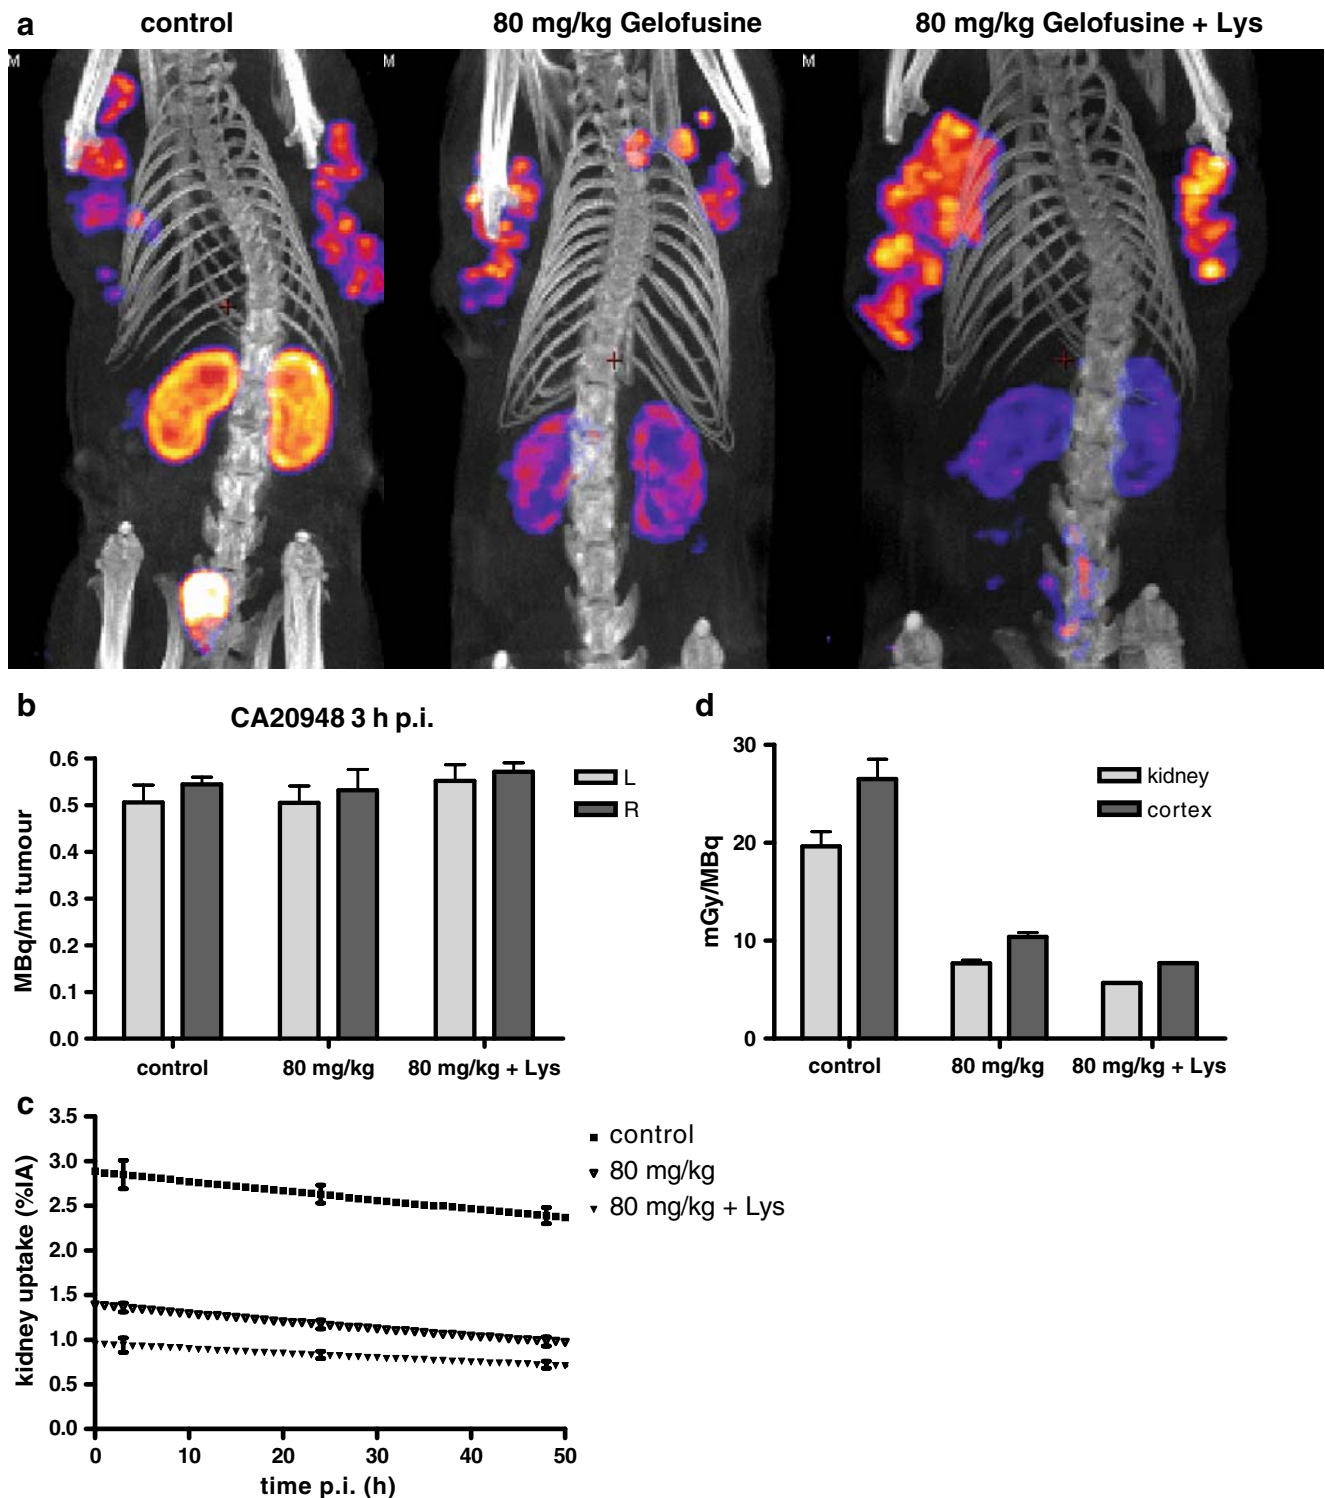 a
control
80 mg/kg Gelofusine
80 mg/kg Gelofusine + Lys
M
M
M
b
CA20948 3 h p.i.
0.6
0.5
0.4
0.3
0.2
0.1
0.0
MBq/ml tumour
control
80 mg/kg
80 mg/kg + Lys
L
R
d
30
20
10
0
mGy/MBq
control
80 mg/kg
80 mg/kg + Lys
kidney
cortex
c
3.5
3.0
2.5
2.0
1.5
1.0
0.5
0.0
kidney uptake (%IA)
0 10 20 30 40 50
time p.i. (h)
control
80 mg/kg
80 mg/kg + Lys